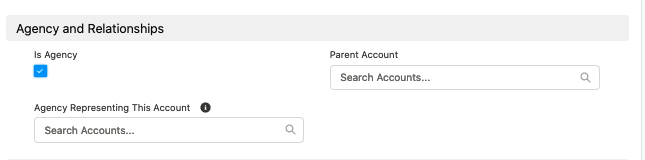 Agency and Relationships
Is Agency
Parent Account
Search Accounts...
Agency Representing This Account
Search Accounts...